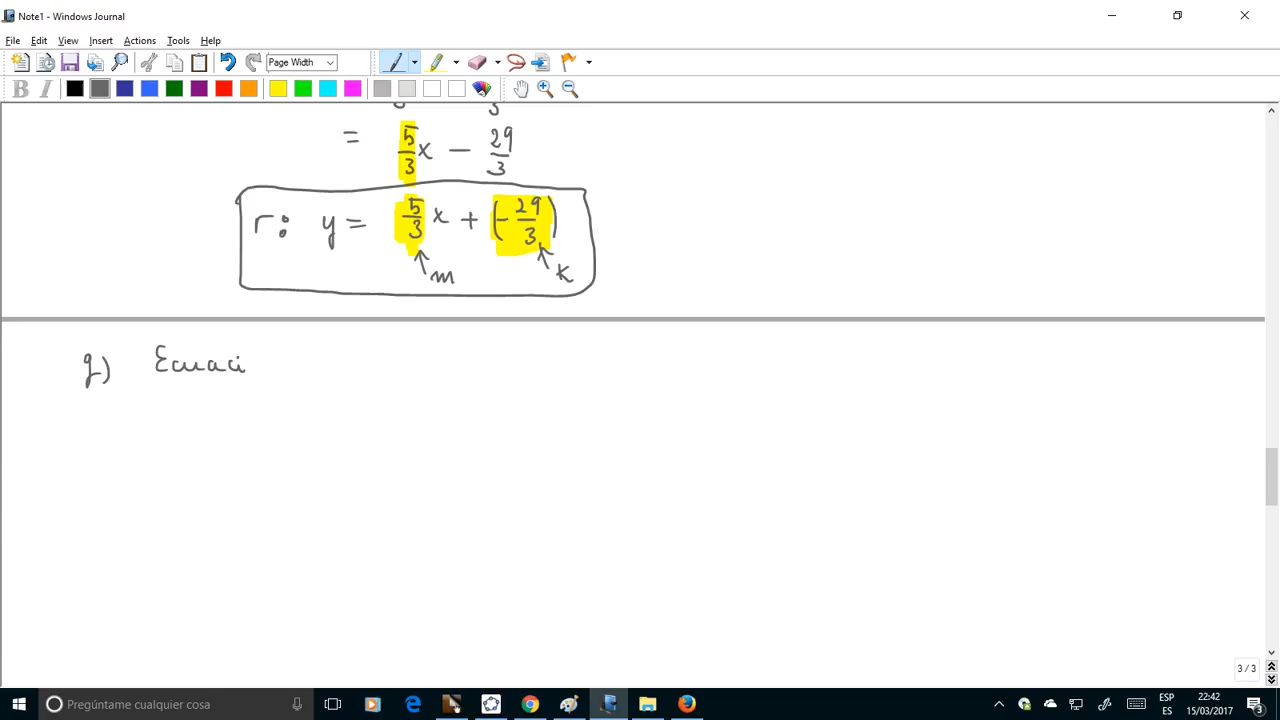 Note1 - Windows Journal
File Edit View Insert Actions Tools Help
Page Width
B I
= 5/3 x - 29/3
r: y = 5/3 x + (- 29/3)
m
K
g) Ecuaci
3 / 3
Pregúntame cualquier cosa
ESP 22:42
ES 15/03/2017
3